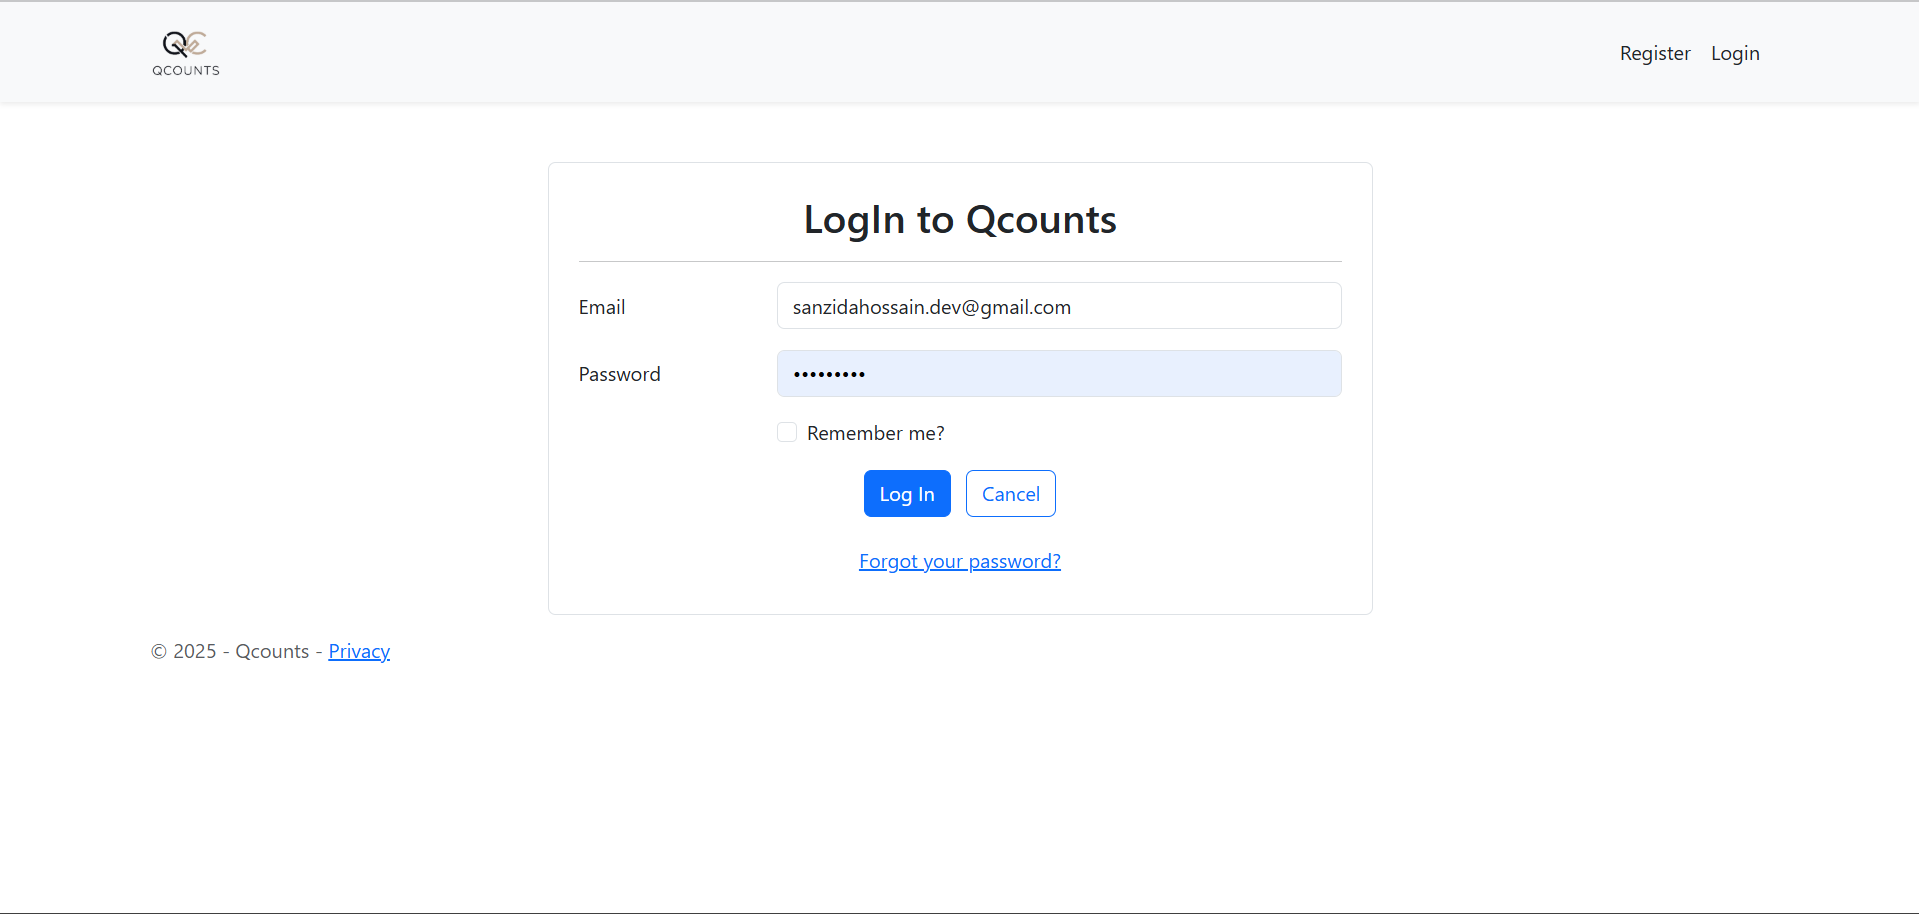 QC
QCOUNTS
Register Login
LogIn to Qcounts
Email sanzidahossain.dev@gmail.com
Password •••••••••
Remember me?
Log In Cancel
Forgot your password?
© 2025 - Qcounts - Privacy